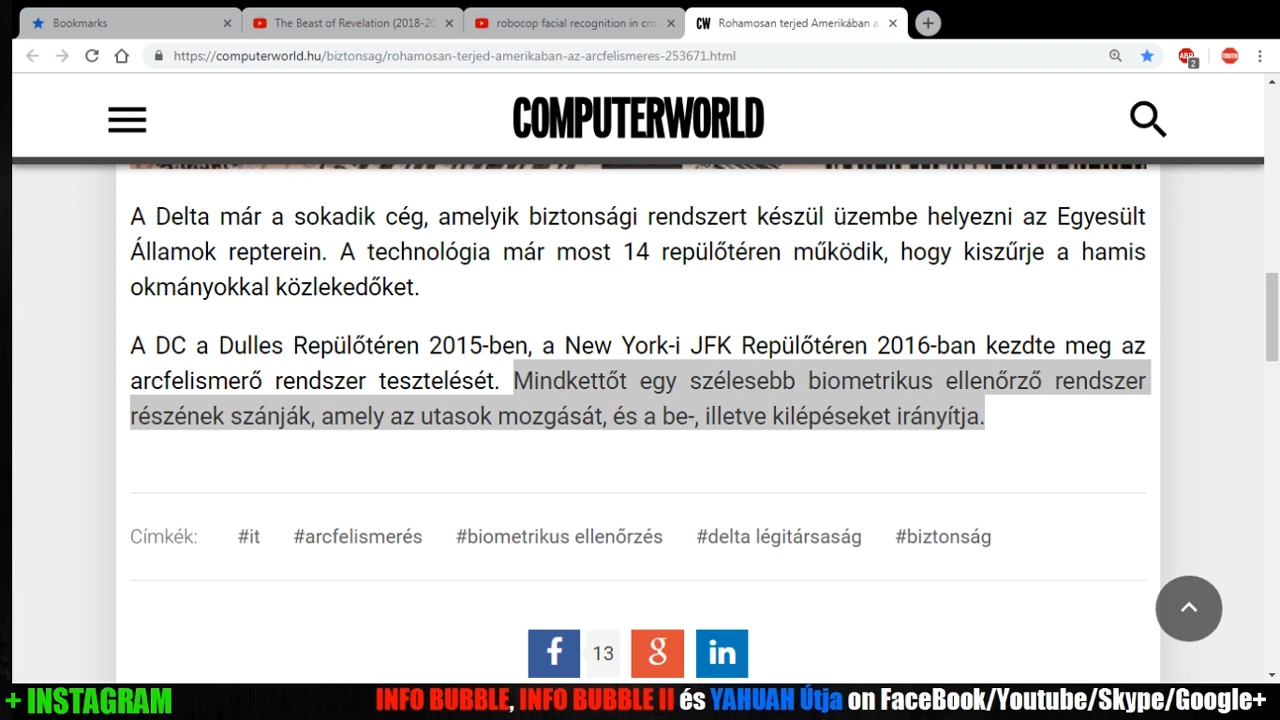 Bookmarks
The Beast of Revelation (2018-20
robocop facial recognition in cro
CW Rohamosan terjed Amerikában a
https://computerworld.hu/biztonsag/rohamosan-terjed-amerikaban-az-arcfelismeres-253671.html
ABP
2
TRUTH
COMPUTERWORLD
A Delta már a sokadik cég, amelyik biztonsági rendszert készül üzembe helyezni az Egyesült
Államok repterein. A technológia már most 14 repülőtéren működik, hogy kiszűrje a hamis
okmányokkal közlekedőket.
A DC a Dulles Repülőtéren 2015-ben, a New York-i JFK Repülőtéren 2016-ban kezdte meg az
arcfelismerő rendszer tesztelését. Mindkettőt egy szélesebb biometrikus ellenőrző rendszer
részének szánják, amely az utasok mozgását, és a be-, illetve kilépéseket irányítja.
Címkék: #it #arcfelismerés #biometrikus ellenőrzés #delta légitársaság #biztonság
f 13 g in
+ INSTAGRAM INFO BUBBLE, INFO BUBBLE II és YAHUAH Útja on FaceBook/Youtube/Skype/Google+